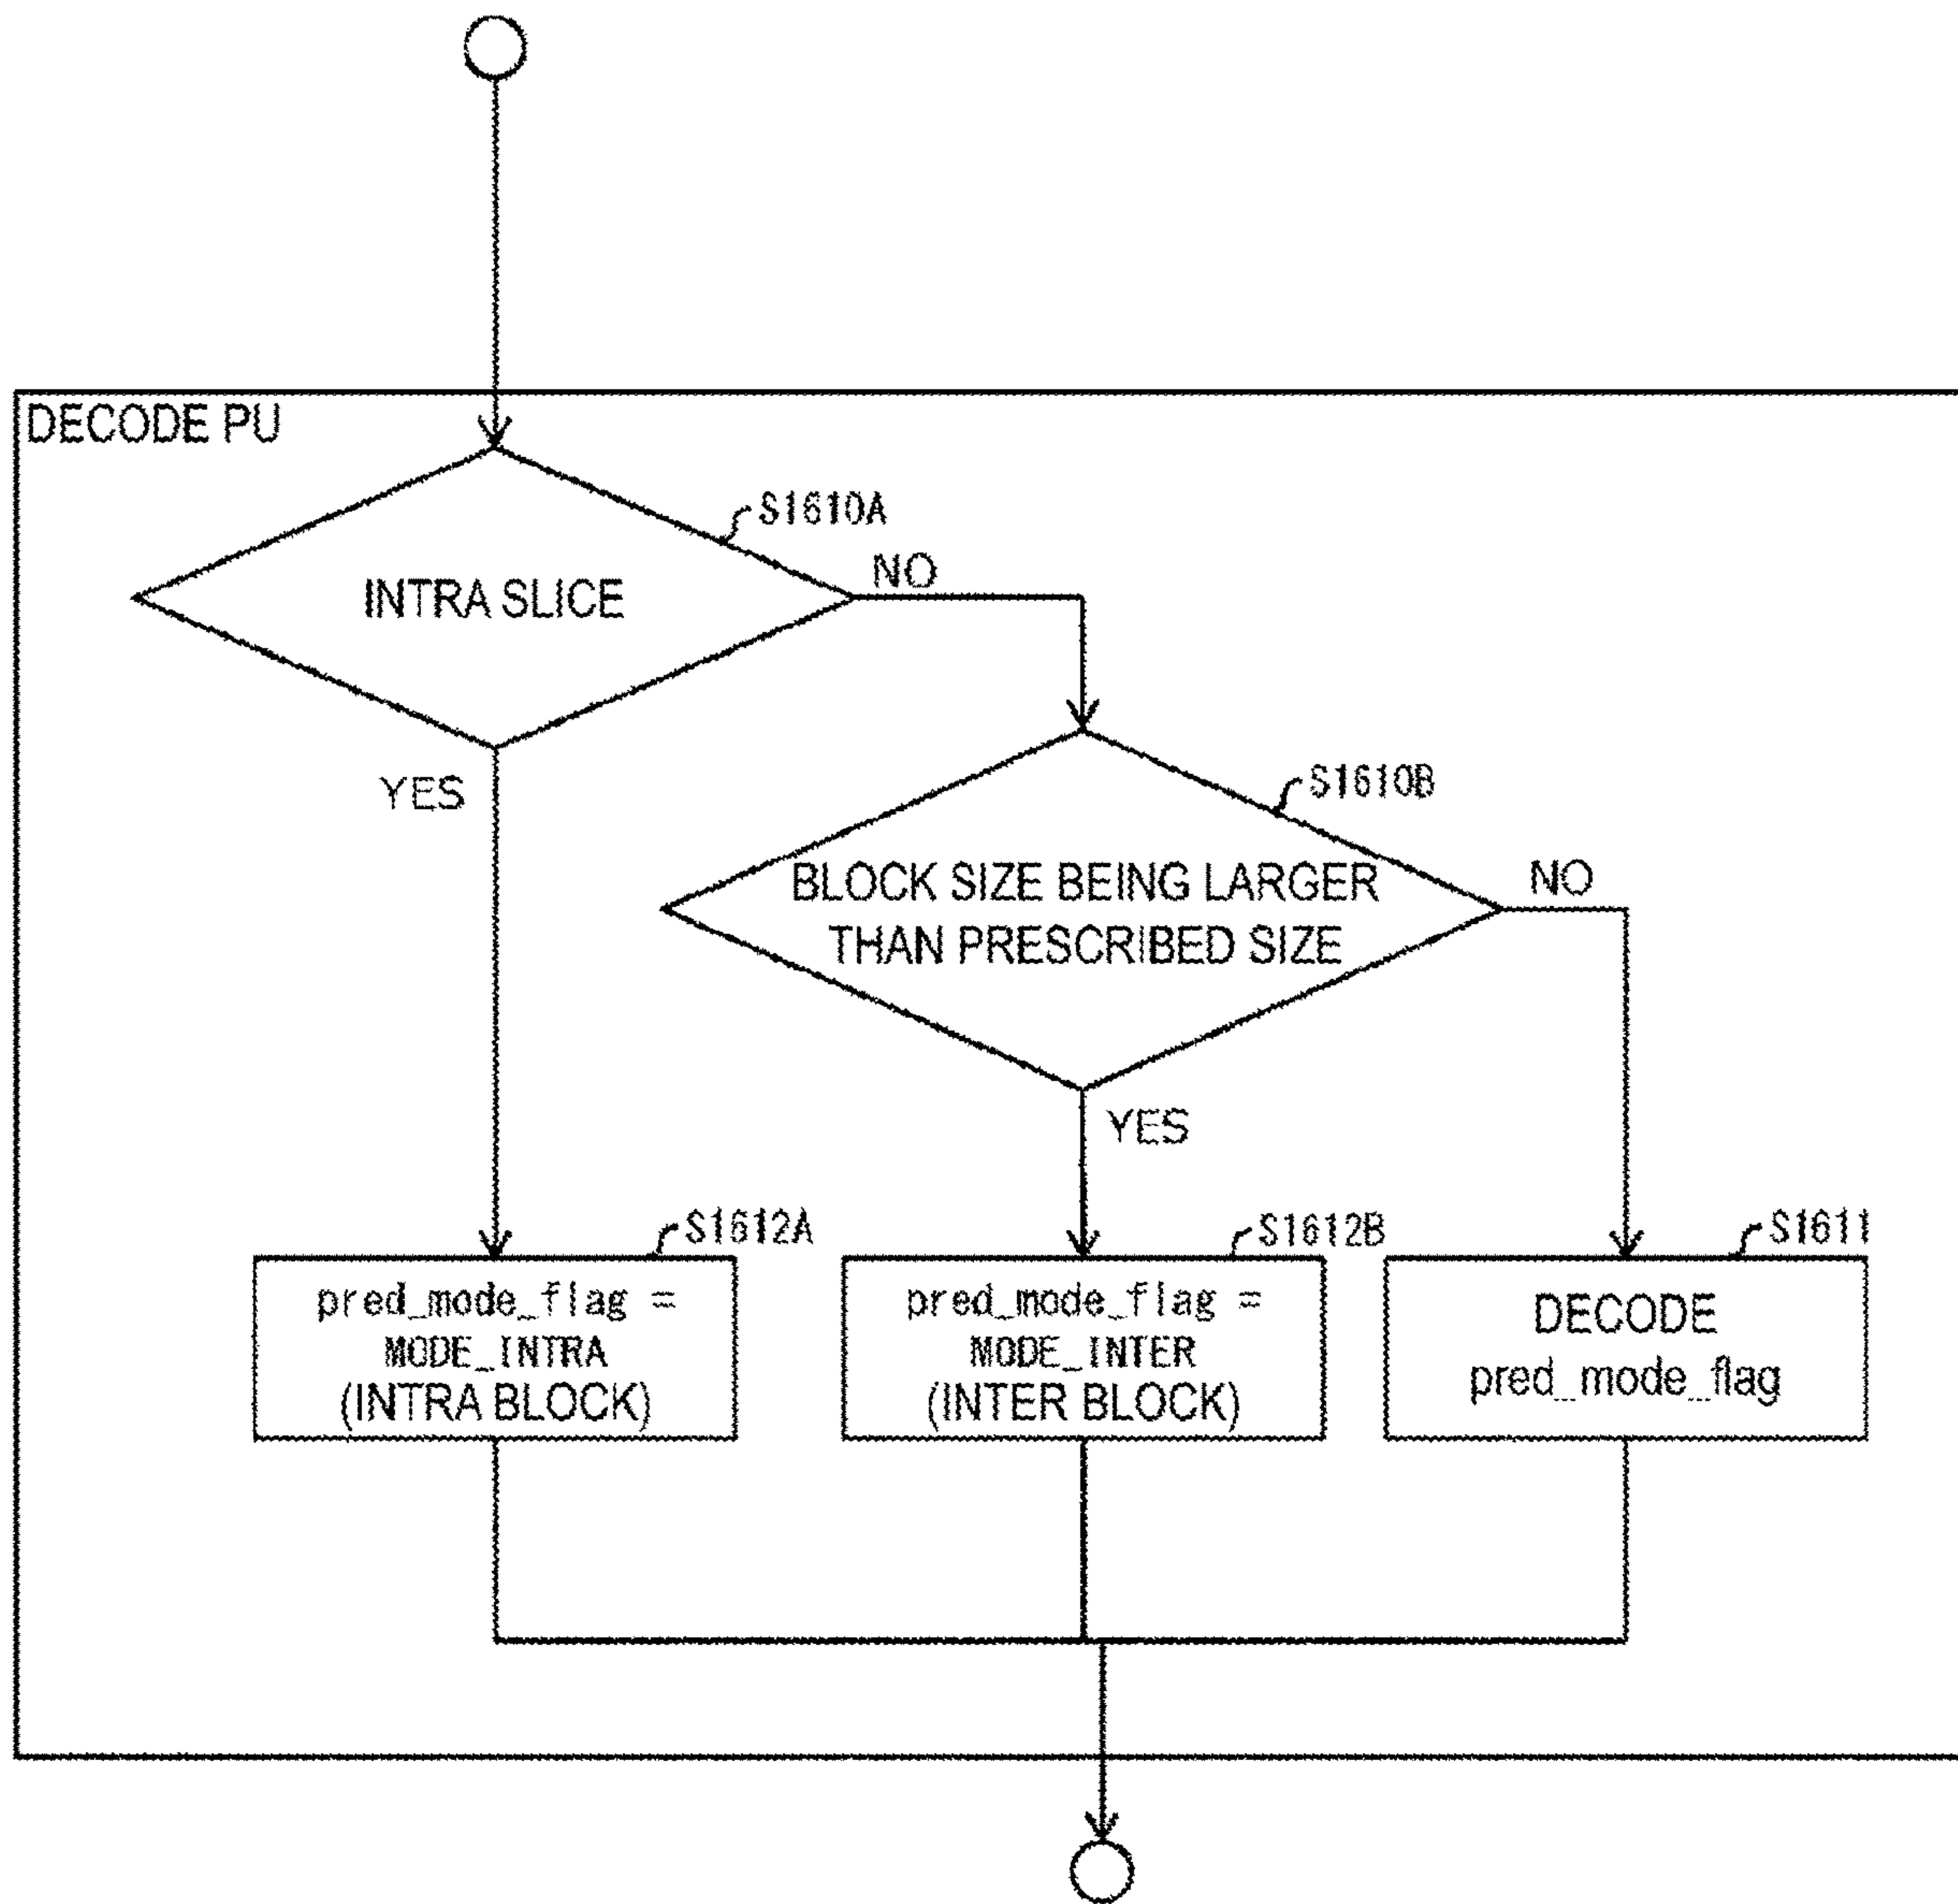 DECODE PU
S1610A
INTRA SLICE
NO
YES
S1610B
BLOCK SIZE BEING LARGER
THAN PRESCRIBED SIZE
NO
YES
S1612A
pred_mode_flag =
MODE_INTRA
(INTRA BLOCK)
S1612B
pred_mode_flag =
MODE_INTER
(INTER BLOCK)
S1611
DECODE
pred_mode_flag